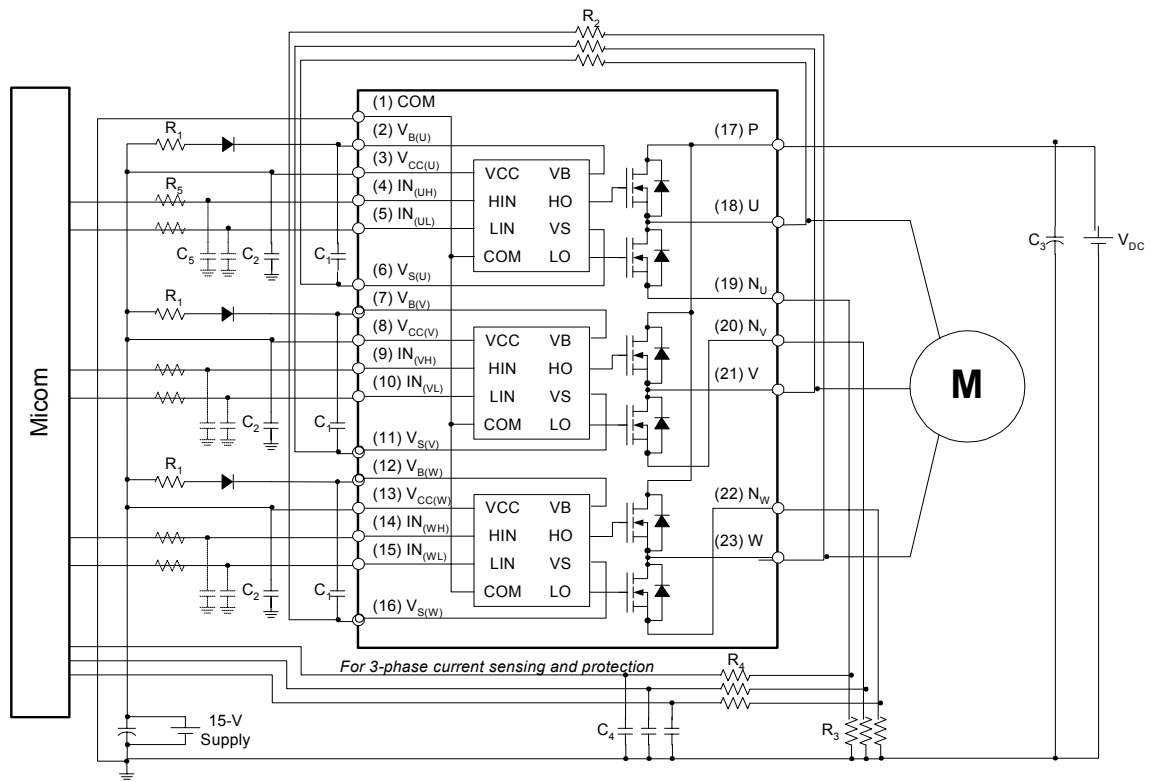 R2
Micom
(1) COM
R1
(2) VB(U)
(3) VCC(U)
R5
(4) IN(UH)
(5) IN(UL)
C5
C2
C1
(6) VS(U)
VCC
VB
HIN
HO
LIN
VS
COM
LO
(17) P
(18) U
(19) NU
C3
VDC
R1
(7) VB(V)
(8) VCC(V)
(9) IN(VH)
(10) IN(VL)
C2
C1
(11) VS(V)
VCC
VB
HIN
HO
LIN
VS
COM
LO
(20) NV
(21) V
M
R1
(12) VB(W)
(13) VCC(W)
(14) IN(WH)
(15) IN(WL)
C2
C1
(16) VS(W)
VCC
VB
HIN
HO
LIN
VS
COM
LO
(22) NW
(23) W
For 3-phase current sensing and protection
R4
15-V
Supply
C4
R3